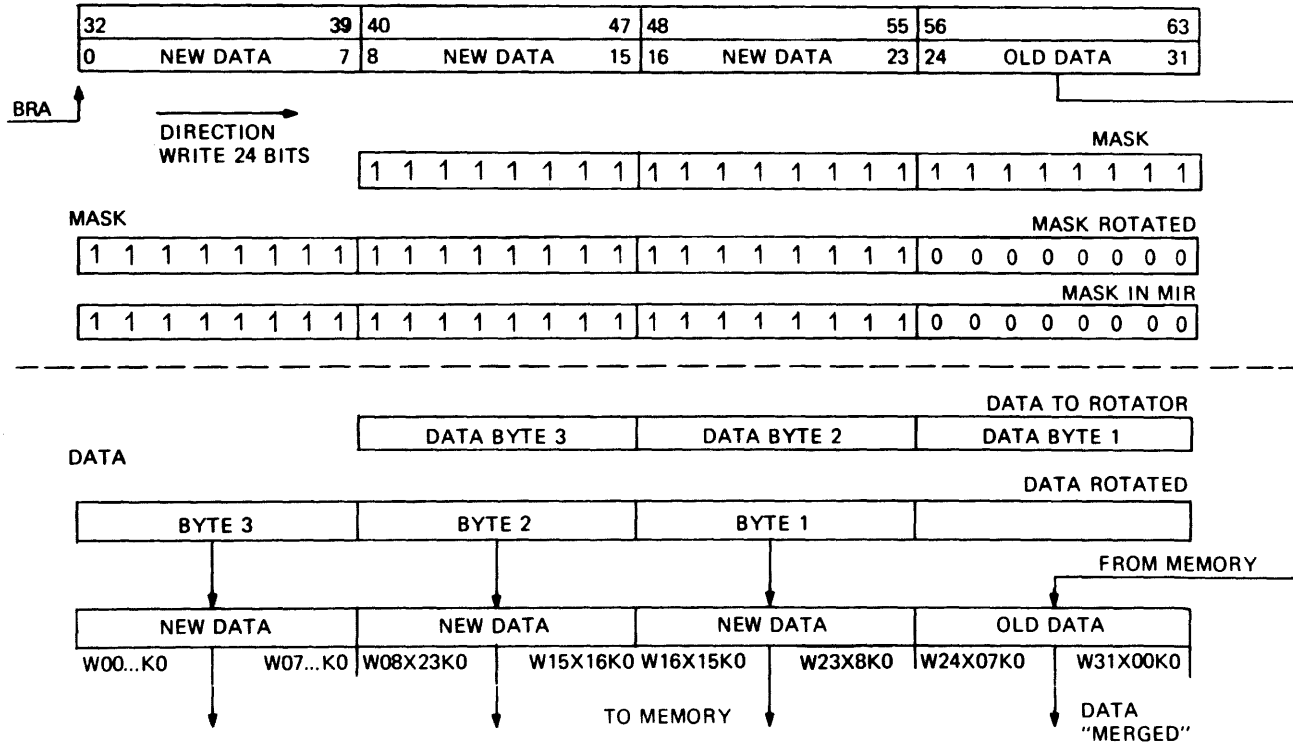 32 39 40 47 48 55 56 63
0 NEW DATA 7 8 NEW DATA 15 16 NEW DATA 23 24 OLD DATA 31
BRA
DIRECTION
WRITE 24 BITS
MASK
1 1 1 1 1 1 1 1 1 1 1 1 1 1 1 1 1 1 1 1 1 1 1 1
MASK
MASK ROTATED
1 1 1 1 1 1 1 1 1 1 1 1 1 1 1 1 1 1 1 1 1 1 1 1 0 0 0 0 0 0 0 0
MASK IN MIR
1 1 1 1 1 1 1 1 1 1 1 1 1 1 1 1 1 1 1 1 1 1 1 1 0 0 0 0 0 0 0 0
DATA TO ROTATOR
DATA BYTE 3 DATA BYTE 2 DATA BYTE 1
DATA
DATA ROTATED
BYTE 3 BYTE 2 BYTE 1
FROM MEMORY
NEW DATA NEW DATA NEW DATA OLD DATA
W00...K0 W07...K0 W08X23K0 W15X16K0 W16X15K0 W23X8K0 W24X07K0 W31X00K0
TO MEMORY
DATA
"MERGED"